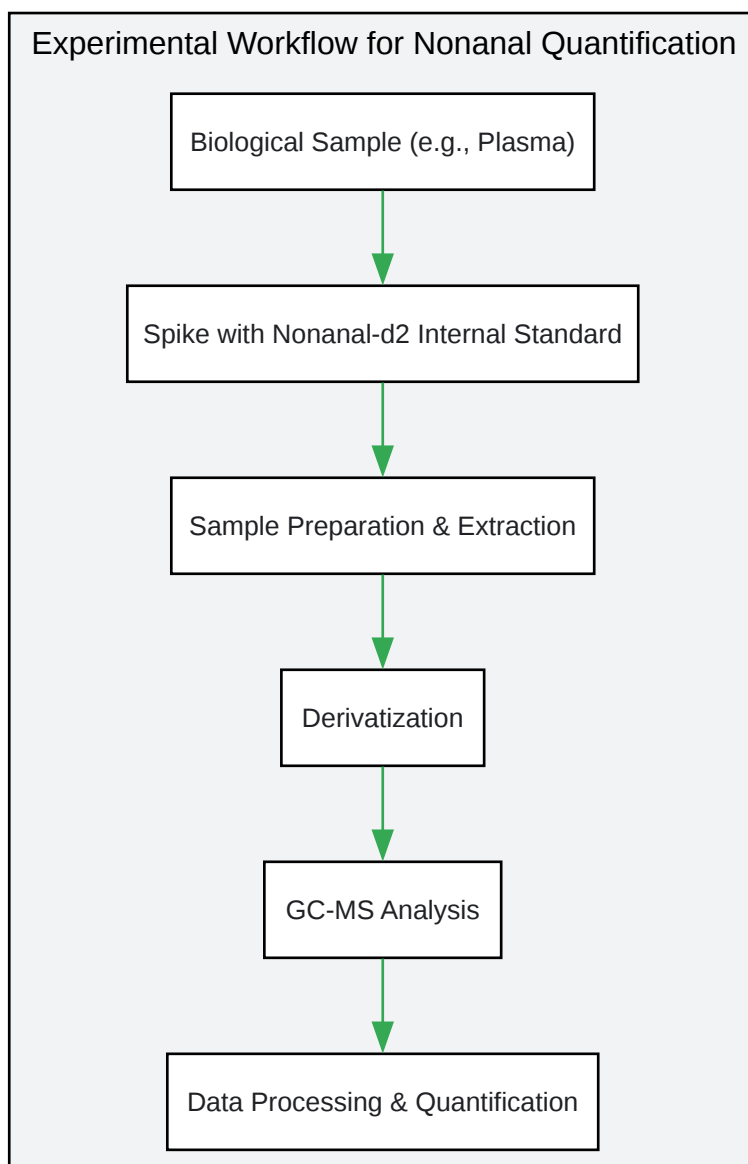 Experimental Workflow for Nonanal Quantification
Biological Sample (e.g., Plasma)
Spike with Nonanal-d2 Internal Standard
Sample Preparation & Extraction
Derivatization
GC-MS Analysis
Data Processing & Quantification